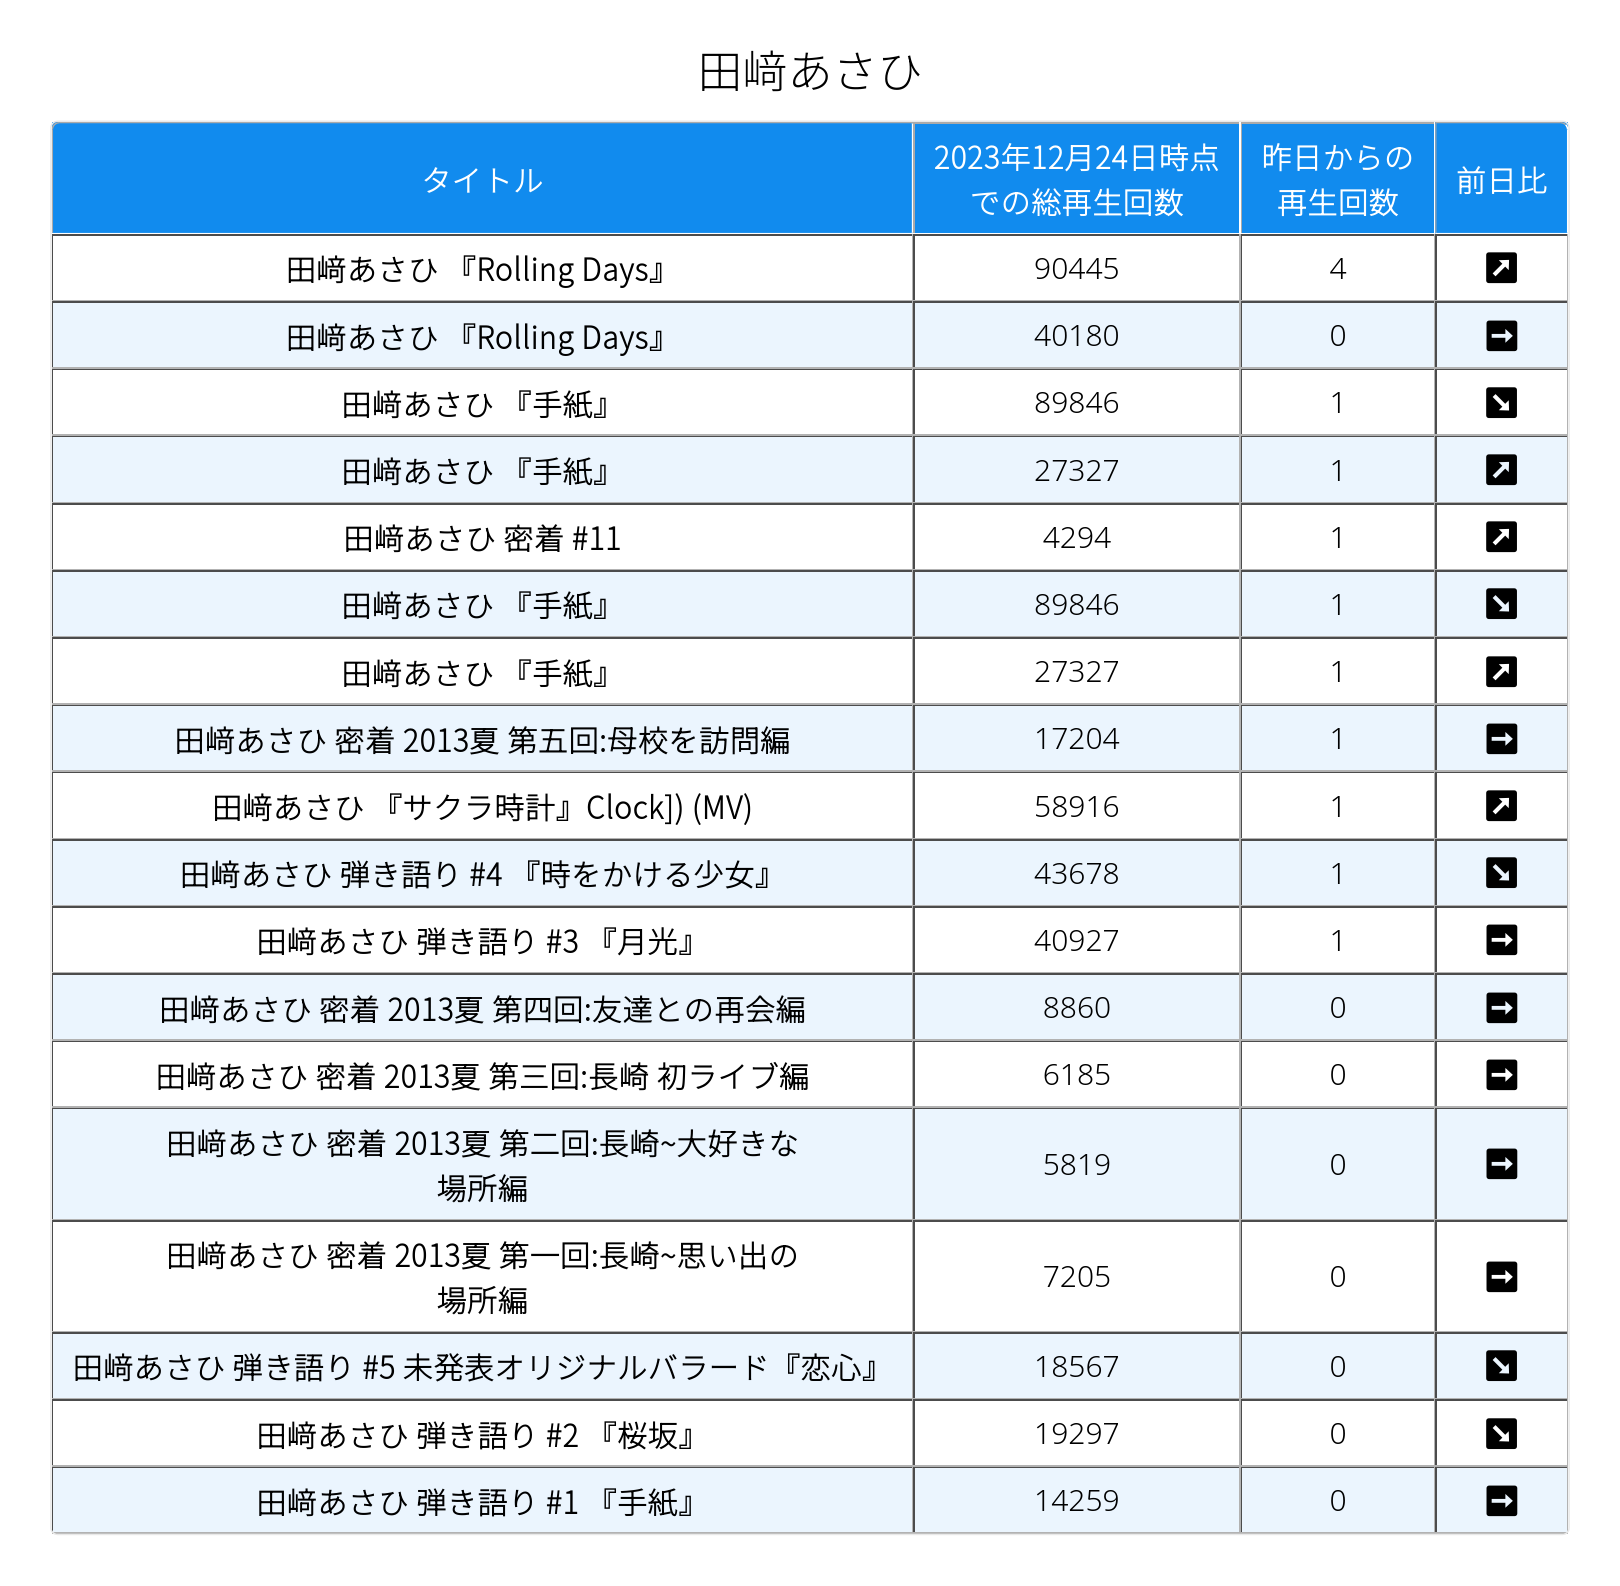 田﨑あさひ
タイトル
2023年12月24日時点
での総再生回数
昨日からの
再生回数
前日比
田﨑あさひ 『Rolling Days』 90445 4
田﨑あさひ 『Rolling Days』 40180 0
田﨑あさひ 『手紙』 89846 1
田﨑あさひ 『手紙』 27327 1
田﨑あさひ 密着 #11 4294 1
田﨑あさひ 『手紙』 89846 1
田﨑あさひ 『手紙』 27327 1
田﨑あさひ 密着 2013夏 第五回:母校を訪問編 17204 1
田﨑あさひ 『サクラ時計』Clock]) (MV) 58916 1
田﨑あさひ 弾き語り #4 『時をかける少女』 43678 1
田﨑あさひ 弾き語り #3 『月光』 40927 1
田﨑あさひ 密着 2013夏 第四回:友達との再会編 8860 0
田﨑あさひ 密着 2013夏 第三回:長崎 初ライブ編 6185 0
田﨑あさひ 密着 2013夏 第二回:長崎~大好きな
場所編 5819 0
田﨑あさひ 密着 2013夏 第一回:長崎~思い出の
場所編 7205 0
田﨑あさひ 弾き語り #5 未発表オリジナルバラード『恋心』 18567 0
田﨑あさひ 弾き語り #2 『桜坂』 19297 0
田﨑あさひ 弾き語り #1 『手紙』 14259 0